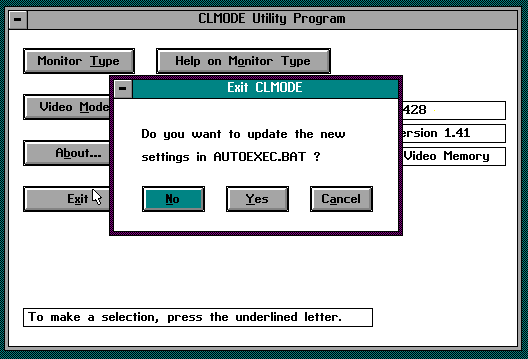 CLMODE Utility Program
Monitor Type
Help on Monitor Type
Exit CLMODE
Video Mode
428
Do you want to update the new
settings in AUTOEXEC.BAT ?
ersion 1.41
About...
Video Memory
Exit
No
Yes
Cancel
To make a selection, press the underlined letter.